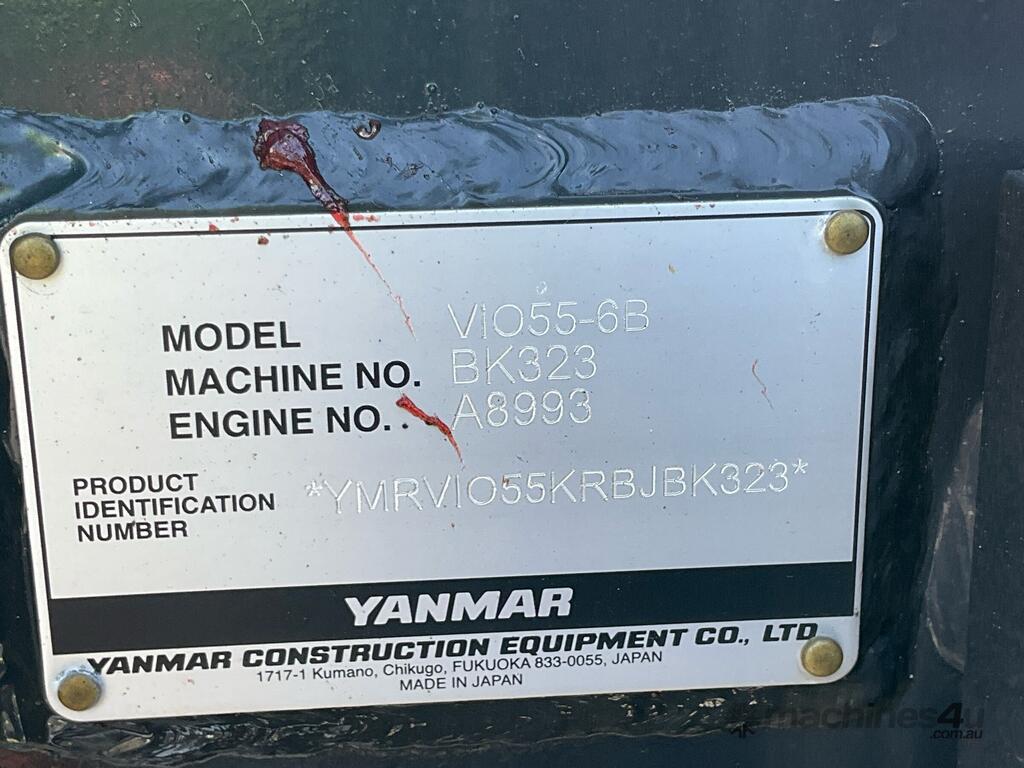 MODEL VIO55-6B
MACHINE NO. BK323
ENGINE NO. A8993
PRODUCT
IDENTIFICATION
NUMBER
*YMRVIO55KRBJBK323*
YANMAR
YANMAR CONSTRUCTION EQUIPMENT CO., LTD
1717-1 Kumano, Chikugo, FUKUOKA 833-0055, JAPAN
MADE IN JAPAN
machines4u
.com.au